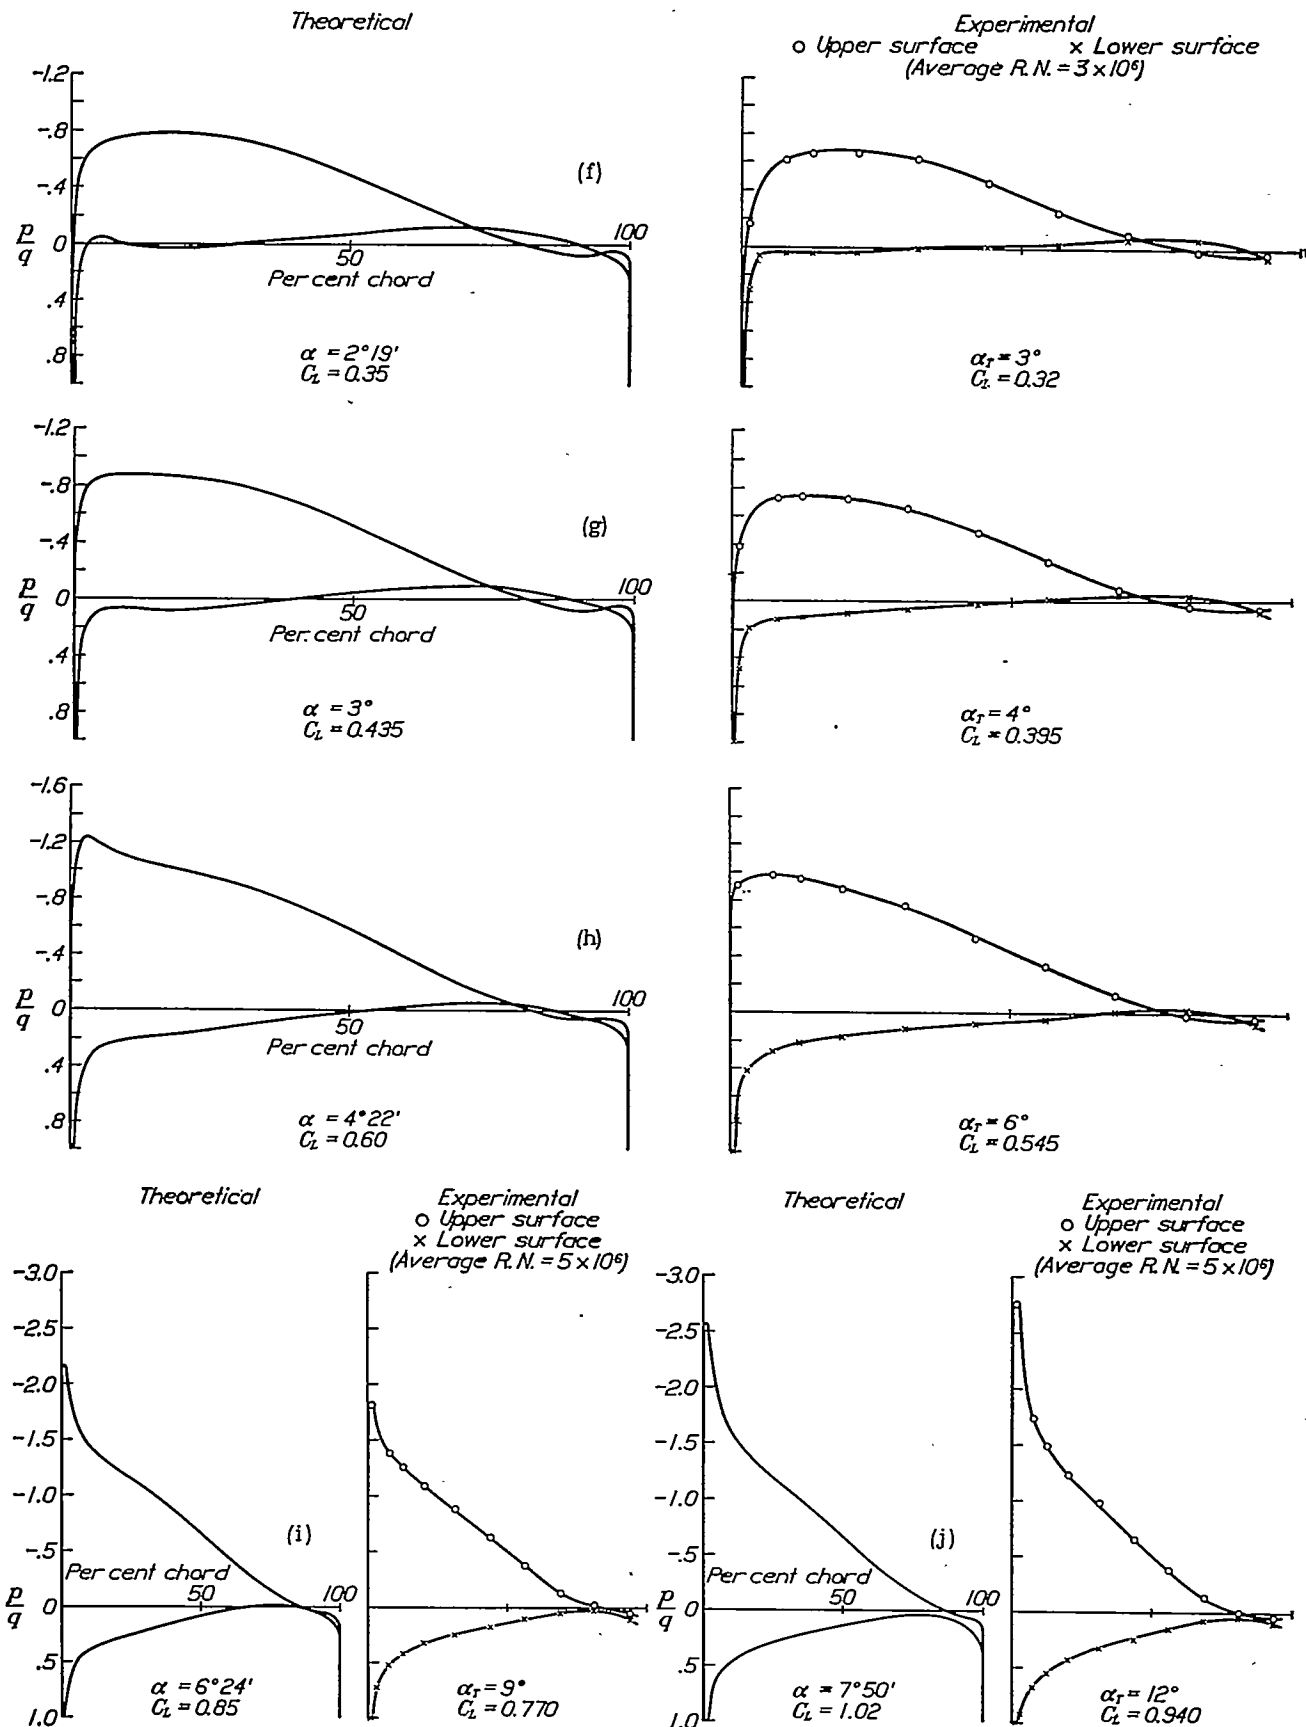 Theoretical
Experimental
o Upper surface x Lower surface
(Average R.N. = 3×10⁶)
-1.2
-.8
-.4
p/q 0
.4
.8
50
100
Per cent chord
(f)
α = 2°19'
C_L = 0.35
α_T = 3°
C_L = 0.32
-1.2
-.8
-.4
p/q 0
.4
.8
50
100
Per cent chord
(g)
α = 3°
C_L = 0.435
α_T = 4°
C_L = 0.395
-1.6
-1.2
-.8
-.4
p/q 0
.4
.8
50
100
Per cent chord
(h)
α = 4°22'
C_L = 0.60
α_T = 6°
C_L = 0.545
Theoretical
Experimental
o Upper surface
x Lower surface
(Average R.N. = 5×10⁶)
-3.0
-2.5
-2.0
-1.5
-1.0
-.5
p/q 0
.5
1.0
Per cent chord
50
100
(i)
α = 6°24'
C_L = 0.85
α_T = 9°
C_L = 0.770
Theoretical
Experimental
o Upper surface
x Lower surface
(Average R.N. = 5×10⁶)
-3.0
-2.5
-2.0
-1.5
-1.0
-.5
p/q 0
.5
1.0
Per cent chord
50
100
(j)
α = 7°50'
C_L = 1.02
α_T = 12°
C_L = 0.940